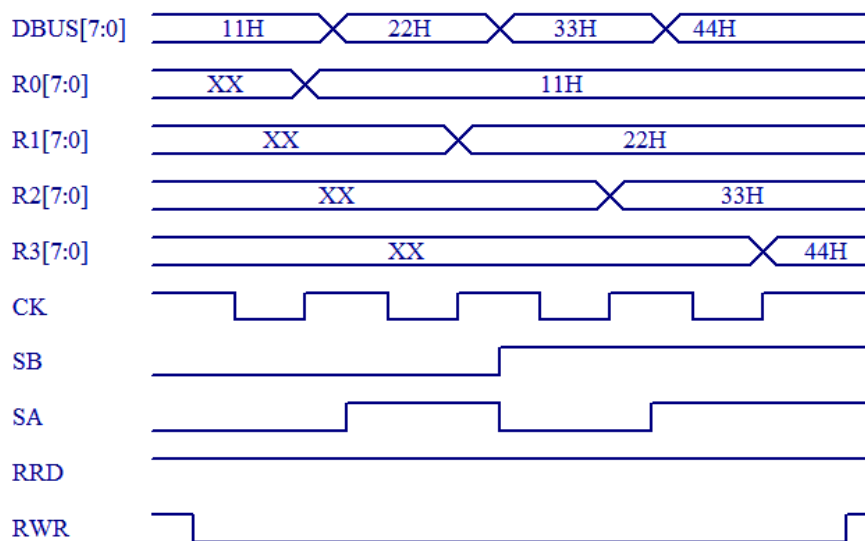 DBUS[7:0] 11H 22H 33H 44H
R0[7:0] XX 11H
R1[7:0] XX 22H
R2[7:0] XX 33H
R3[7:0] XX 44H
CK
SB
SA
RRD
RWR